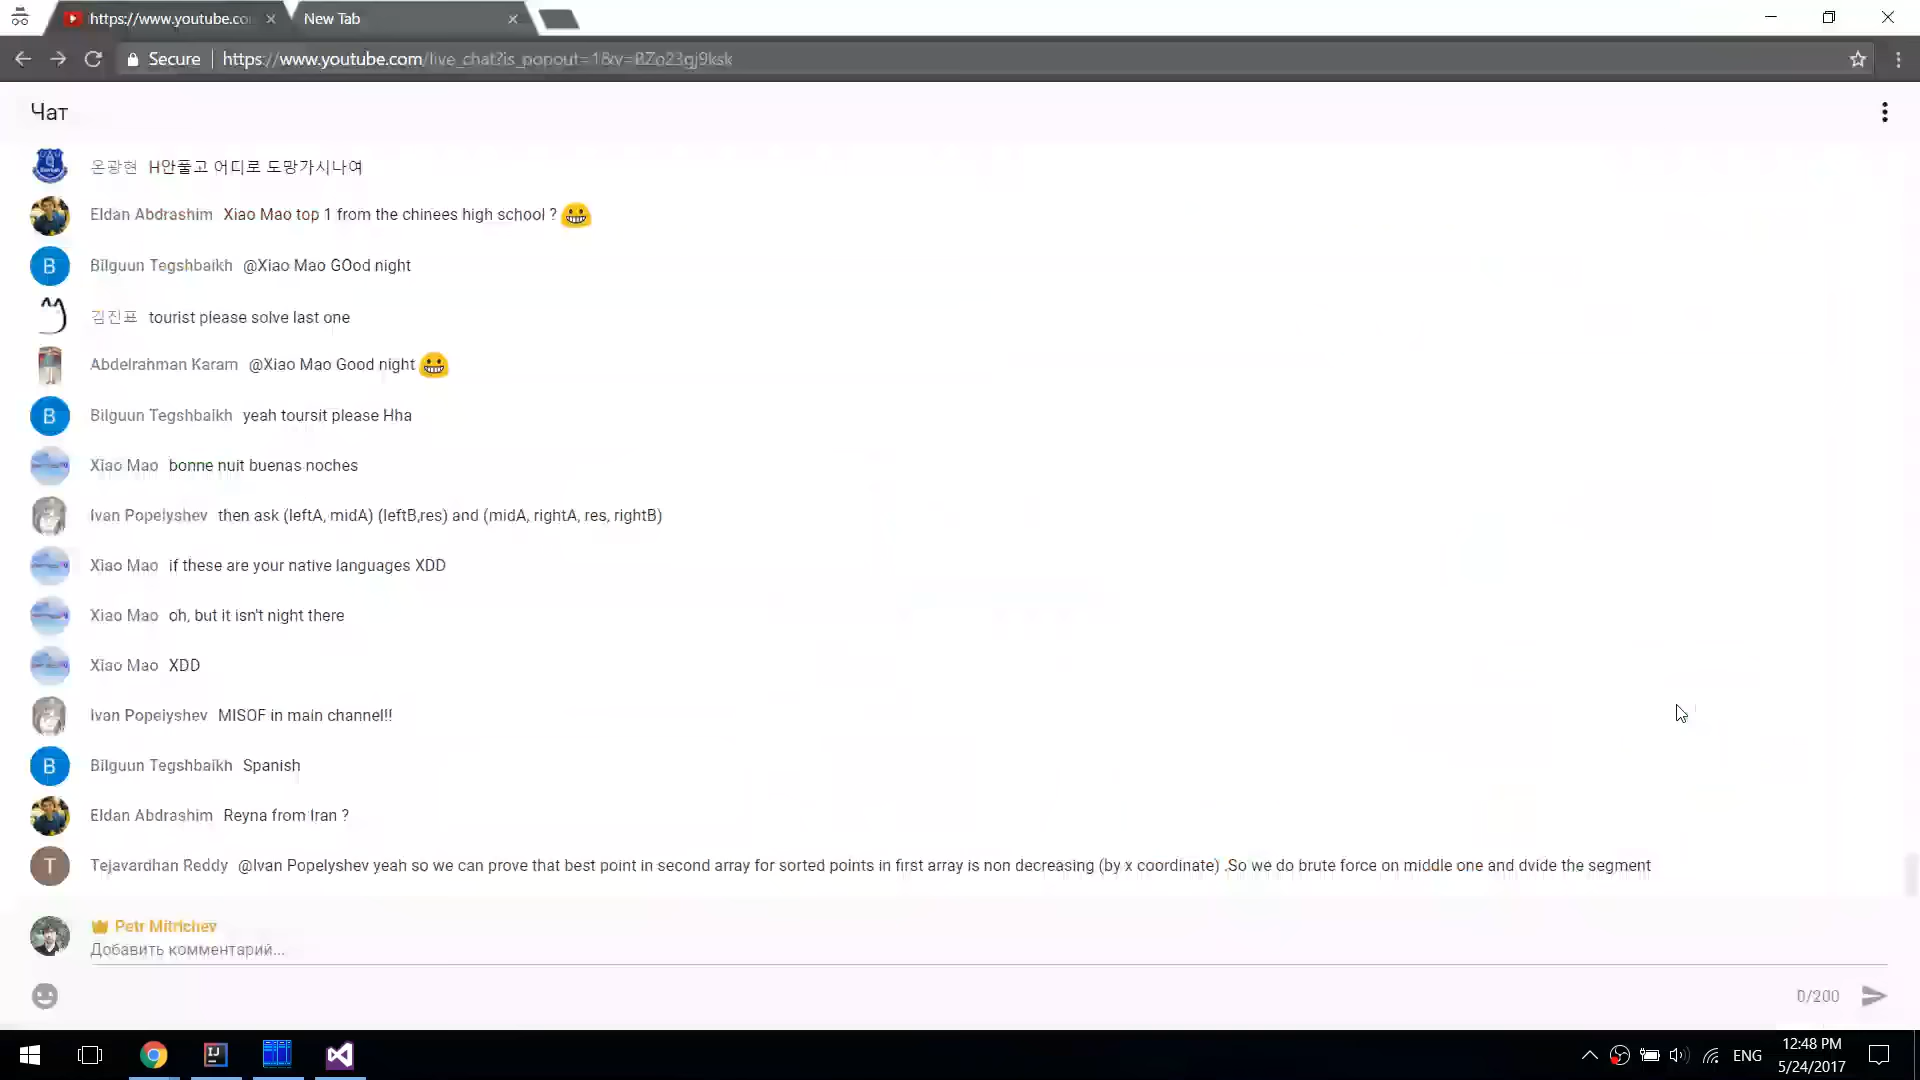 https://www.youtube.co
New Tab
Secure
https://www.youtube.com/live_chat?is_popout=1&v=RZo23gj9ksk
Чат
온광현 H안풀고 어디로 도망가시나여
Eldan Abdrashim Xiao Mao top 1 from the chinees high school ?
B Bilguun Tegshbaikh @Xiao Mao GOod night
김진표 tourist please solve last one
Abdelrahman Karam @Xiao Mao Good night
B Bilguun Tegshbaikh yeah toursit please Hha
Xiao Mao bonne nuit buenas noches
Ivan Popelyshev then ask (leftA, midA) (leftB,res) and (midA, rightA, res, rightB)
Xiao Mao if these are your native languages XDD
Xiao Mao oh, but it isn't night there
Xiao Mao XDD
Ivan Popelyshev MISOF in main channel!!
B Bilguun Tegshbaikh Spanish
Eldan Abdrashim Reyna from Iran ?
T Tejavardhan Reddy @Ivan Popelyshev yeah so we can prove that best point in second array for sorted points in first array is non decreasing (by x coordinate) .So we do brute force on middle one and dvide the segment
Petr Mitrichev
Добавить комментарий...
0/200
IJ
ENG
12:48 PM
5/24/2017